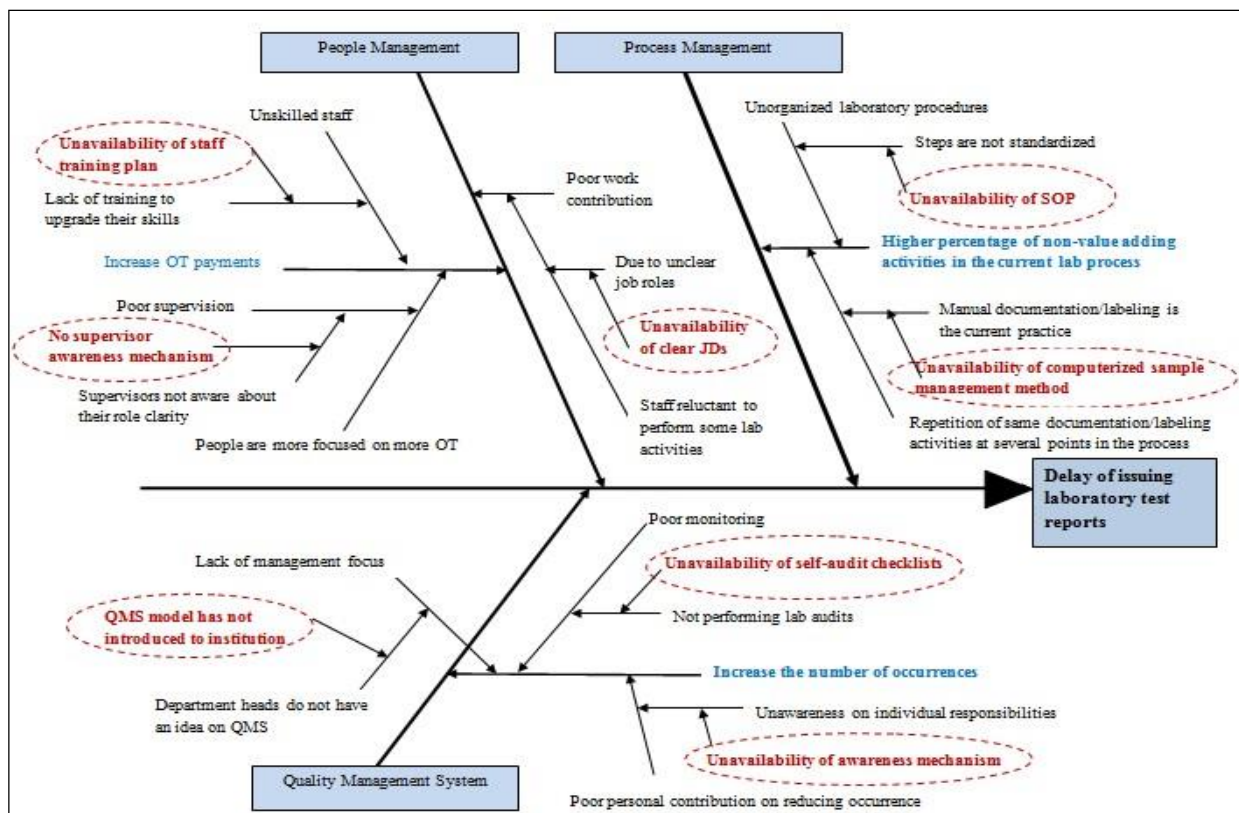 People Management
Process Management
Unskilled staff
Unavailability of staff
training plan
Lack of training to
upgrade their skills
Increase OT payments
Poor supervision
No supervisor
awareness mechanism
Supervisors not aware about
their role clarity
People are more focused on more OT
Poor work
contribution
Due to unclear
job roles
Unavailability
of clear JDs
Staff reluctant to
perform some lab
activities
Unorganized laboratory procedures
Steps are not standardized
Unavailability of SOP
Higher percentage of non-value adding
activities in the current lab process
Manual documentation/labeling is
the current practice
Unavailability of computerized sample
management method
Repetition of same documentation/labeling
activities at several points in the process
Delay of issuing
laboratory test
reports
Lack of management focus
QMS model has not
introduced to institution
Department heads do not have
an idea on QMS
Poor monitoring
Unavailability of self-audit checklists
Not performing lab audits
Increase the number of occurrences
Unawareness on individual responsibilities
Unavailability of awareness mechanism
Poor personal contribution on reducing occurrence
Quality Management System